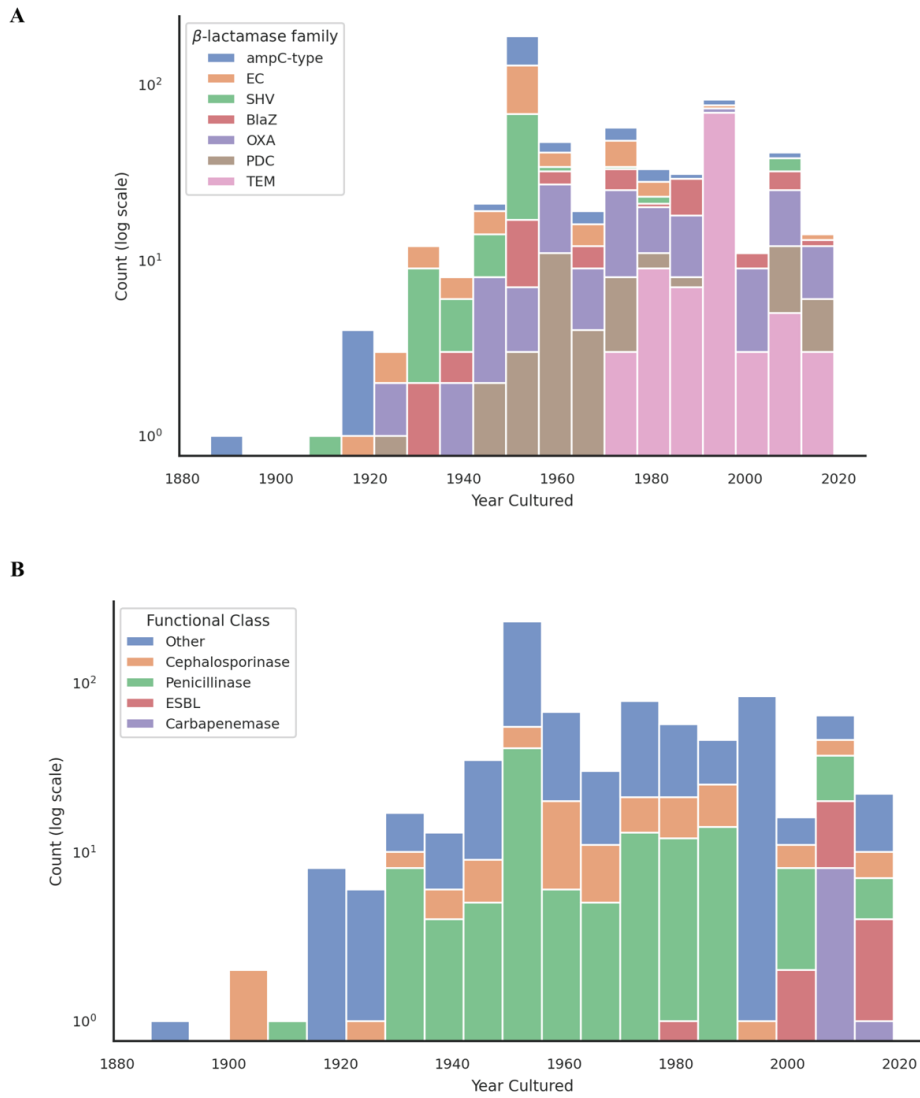 A
β-lactamase family
ampC-type
EC
SHV
BlaZ
OXA
PDC
TEM
Count (log scale)
10²
10¹
10⁰
1880 1900 1920 1940 1960 1980 2000 2020
Year Cultured
B
Functional Class
Other
Cephalosporinase
Penicillinase
ESBL
Carbapenemase
Count (log scale)
10²
10¹
10⁰
1880 1900 1920 1940 1960 1980 2000 2020
Year Cultured